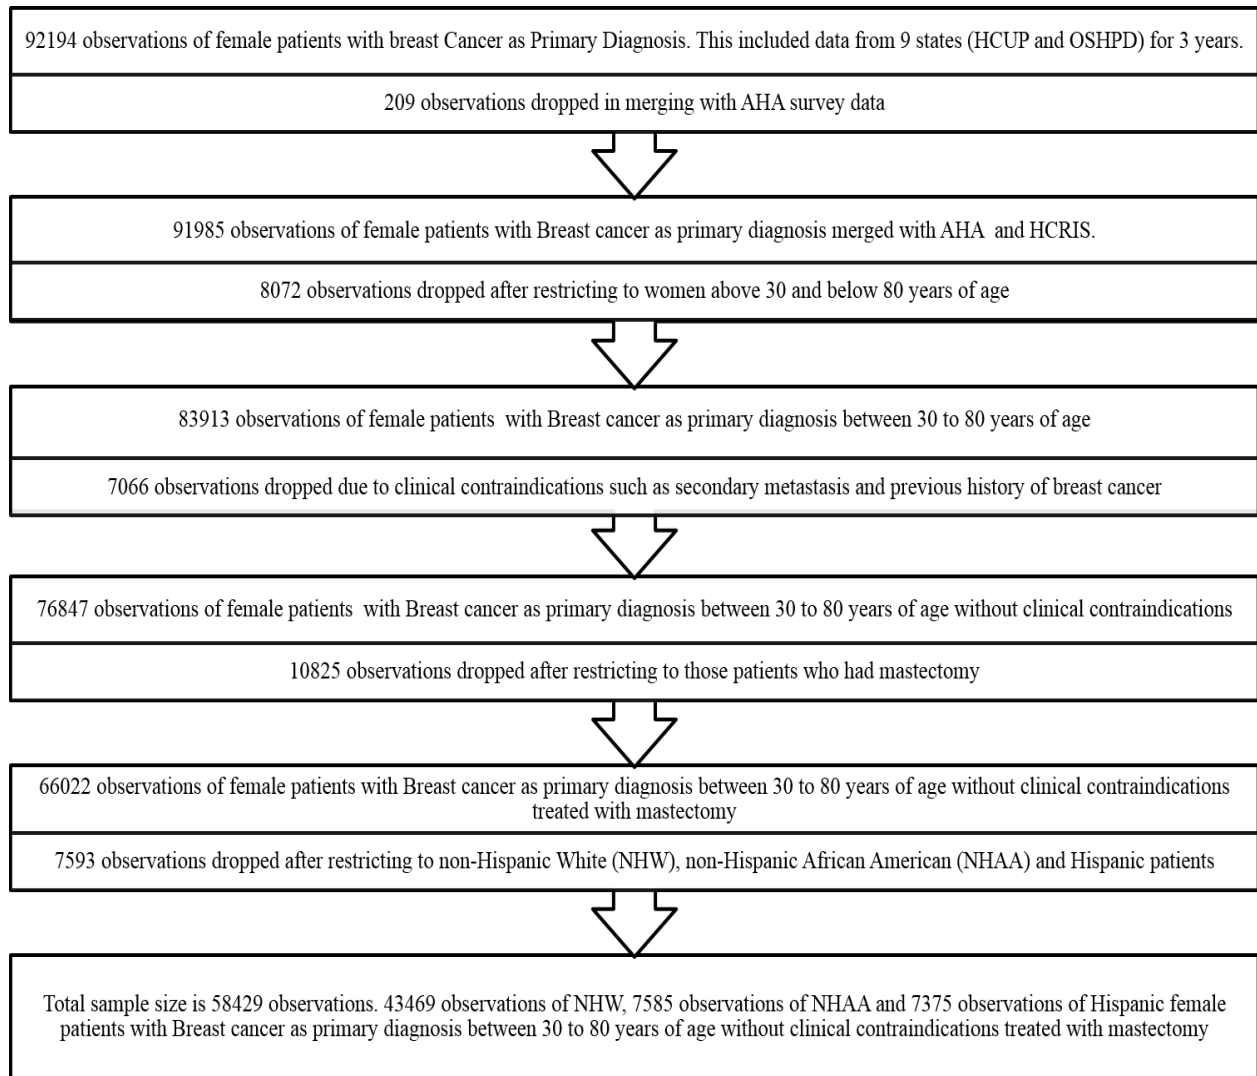 92194 observations of female patients with breast Cancer as Primary Diagnosis. This included data from 9 states (HCUP and OSHPD) for 3 years.
209 observations dropped in merging with AHA survey data
91985 observations of female patients with Breast cancer as primary diagnosis merged with AHA and HCRIS.
8072 observations dropped after restricting to women above 30 and below 80 years of age
83913 observations of female patients with Breast cancer as primary diagnosis between 30 to 80 years of age
7066 observations dropped due to clinical contraindications such as secondary metastasis and previous history of breast cancer
76847 observations of female patients with Breast cancer as primary diagnosis between 30 to 80 years of age without clinical contraindications
10825 observations dropped after restricting to those patients who had mastectomy
66022 observations of female patients with Breast cancer as primary diagnosis between 30 to 80 years of age without clinical contraindications
treated with mastectomy
7593 observations dropped after restricting to non-Hispanic White (NHW), non-Hispanic African American (NHAA) and Hispanic patients
Total sample size is 58429 observations. 43469 observations of NHW, 7585 observations of NHAA and 7375 observations of Hispanic female
patients with Breast cancer as primary diagnosis between 30 to 80 years of age without clinical contraindications treated with mastectomy